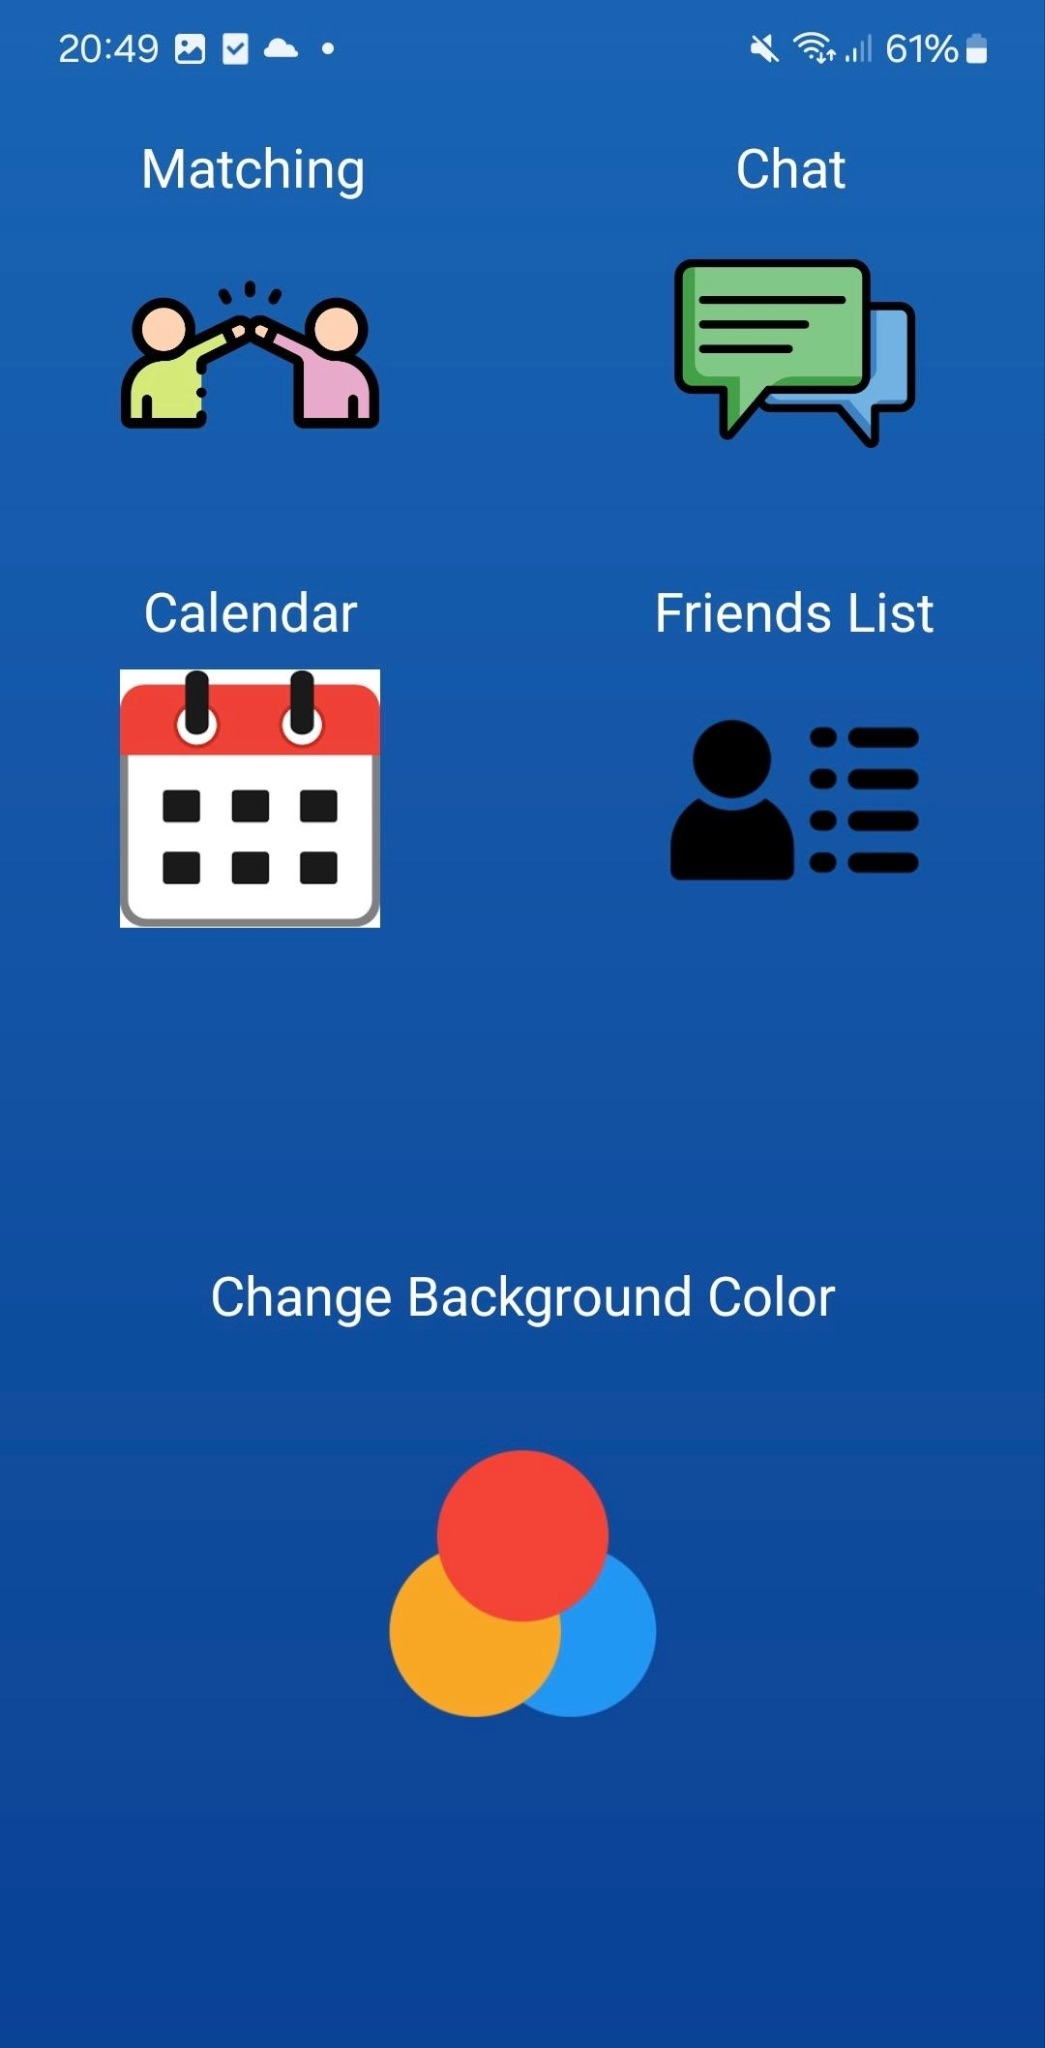 20:49 61%
Matching Chat
Calendar Friends List
Change Background Color